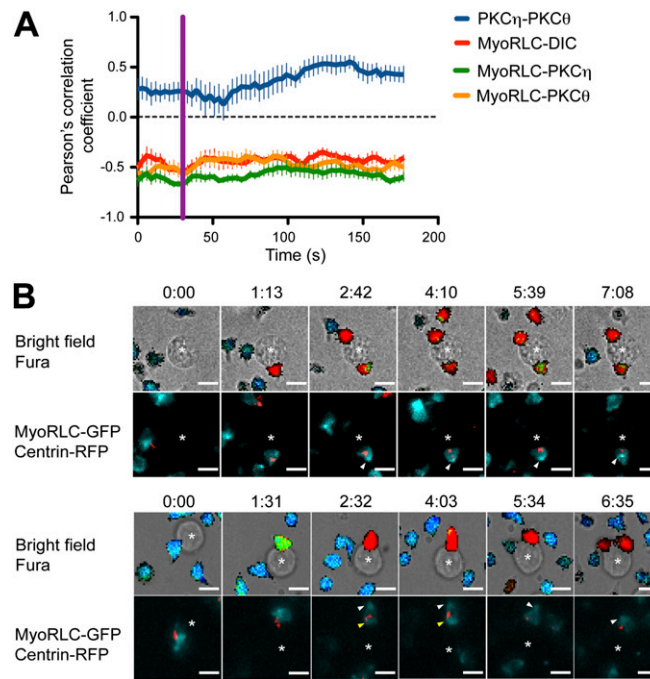 A
PKCη-PKCθ
MyoRLC-DIC
MyoRLC-PKCη
MyoRLC-PKCθ
Pearson's correlation
coefficient
1.0
0.5
0.0
-0.5
-1.0
0 50 100 150 200
Time (s)
B
0:00 1:13 2:42 4:10 5:39 7:08
Bright field
Fura
* * * * * *
MyoRLC-GFP
Centrin-RFP
* * * * * *
0:00 1:31 2:32 4:03 5:34 6:35
Bright field
Fura
* * * * * *
MyoRLC-GFP
Centrin-RFP
* * * * * *